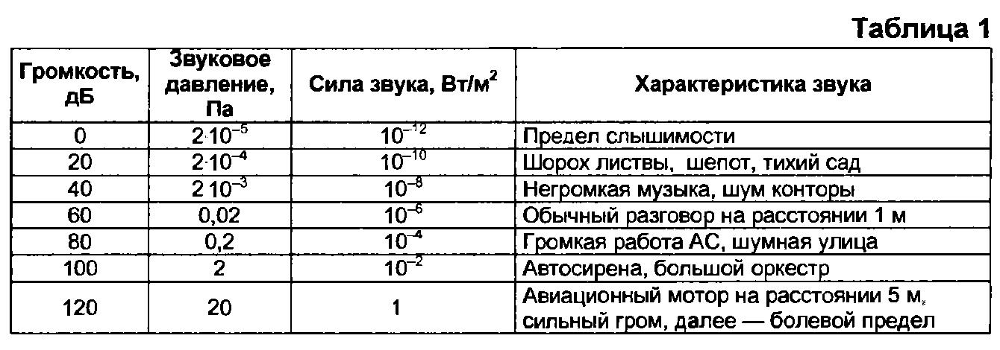 Таблица 1
Громкость, дБ | Звуковое давление, Па | Сила звука, Вт/м² | Характеристика звука
0 | 2·10⁻⁵ | 10⁻¹² | Предел слышимости
20 | 2·10⁻⁴ | 10⁻¹⁰ | Шорох листвы, шепот, тихий сад
40 | 2 10⁻³ | 10⁻⁸ | Негромкая музыка, шум конторы
60 | 0,02 | 10⁻⁶ | Обычный разговор на расстоянии 1 м
80 | 0,2 | 10⁻⁴ | Громкая работа АС, шумная улица
100 | 2 | 10⁻² | Автосирена, большой оркестр
120 | 20 | 1 | Авиационный мотор на расстоянии 5 м,
сильный гром, далее — болевой предел